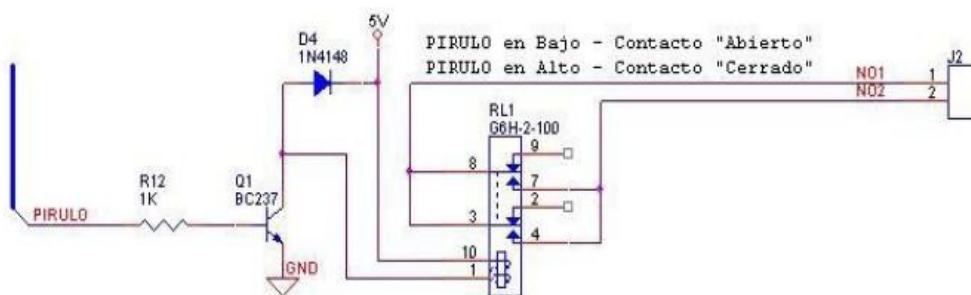 5V
D4
1N4148
PIRULO en Bajo - Contacto "Abierto"
PIRULO en Alto - Contacto "Cerrado"
J2
NO1
1
NO2
2
RL1
G6H-2-100
9
8
7
2
3
4
10
1
R12
1K
Q1
BC237
PIRULO
GND